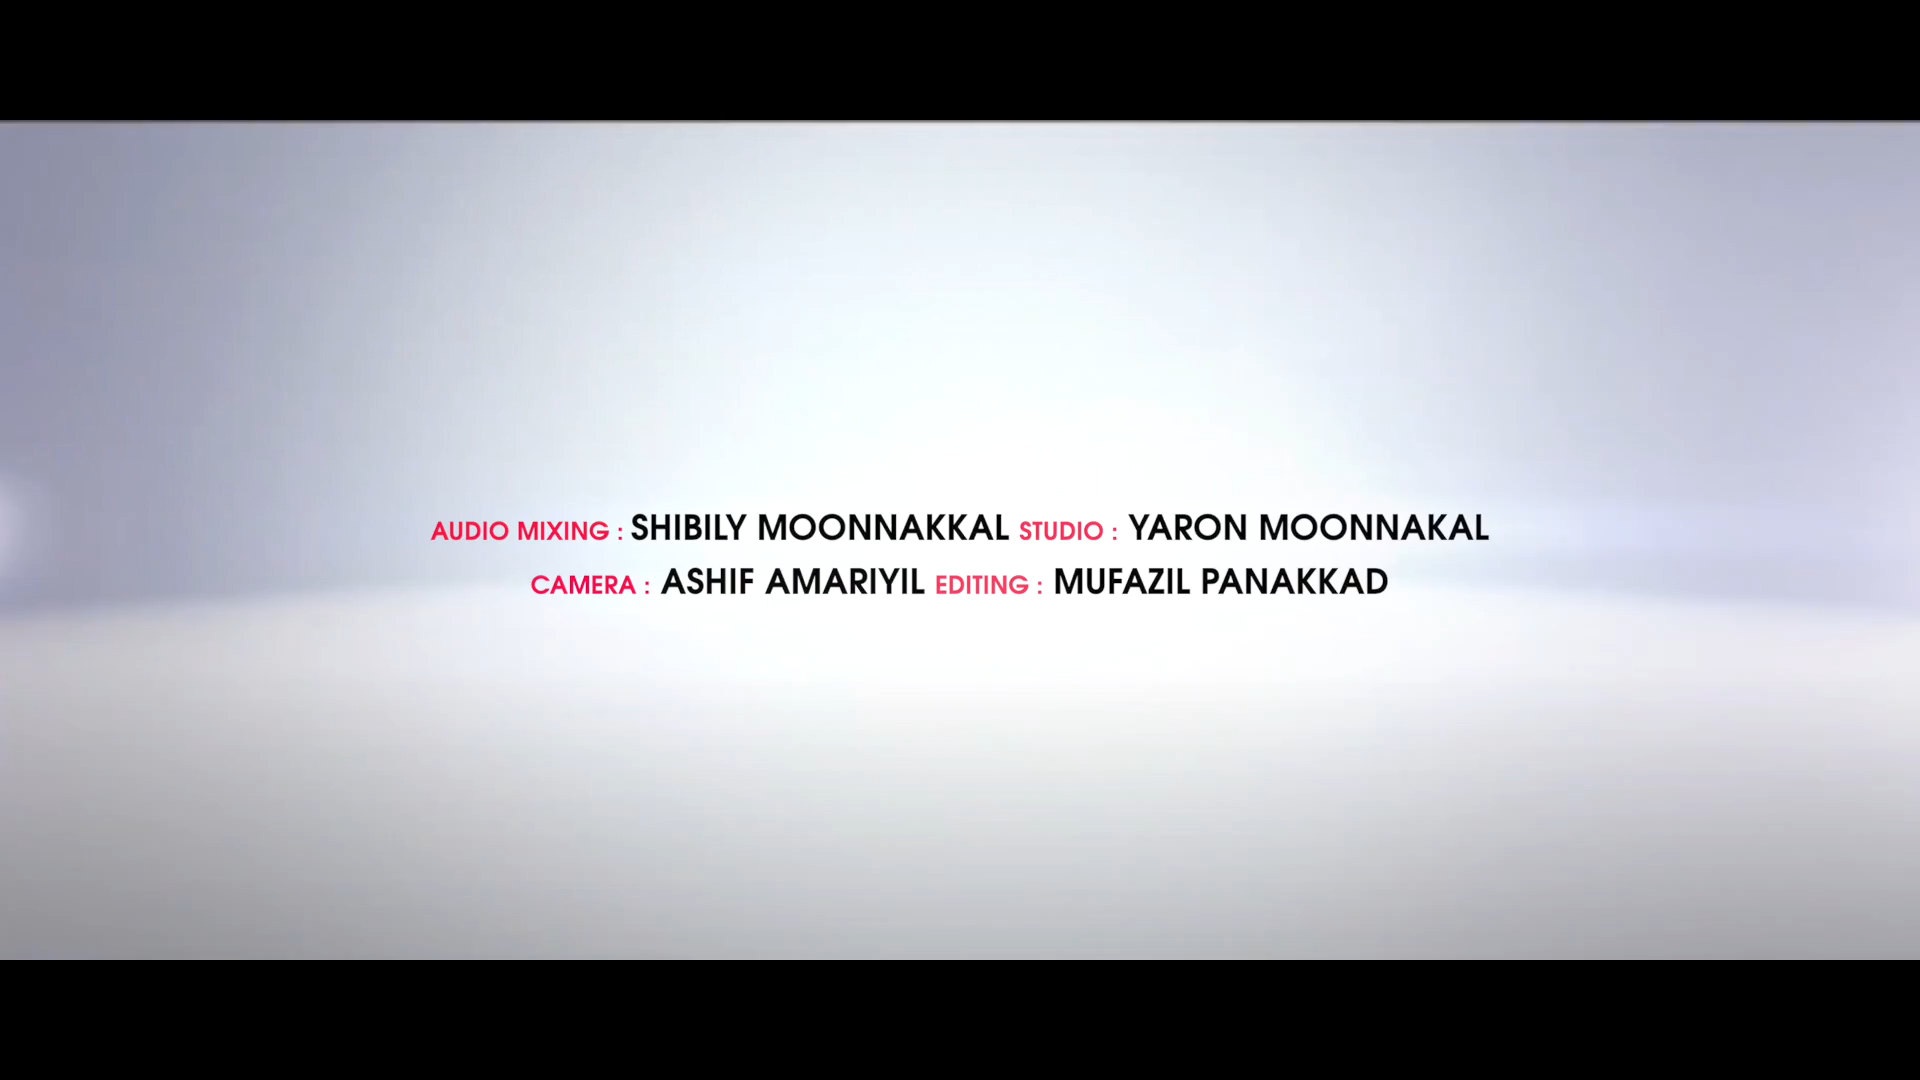 AUDIO MIXING : SHIBILY MOONNAKKAL STUDIO : YARON MOONNAKAL
CAMERA : ASHIF AMARIYIL EDITING : MUFAZIL PANAKKAD